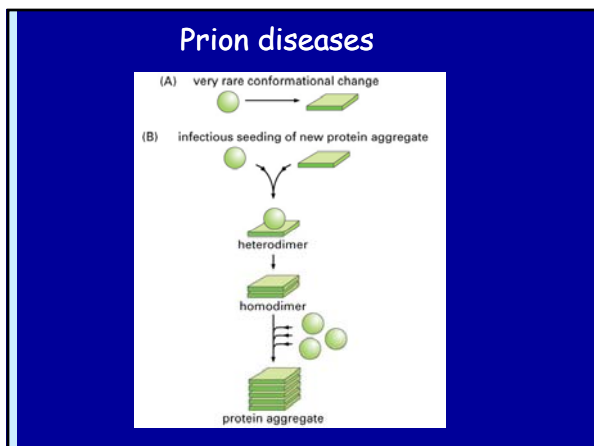 Prion diseases
(A) very rare conformational change
(B) infectious seeding of new protein aggregate
heterodimer
homodimer
protein aggregate